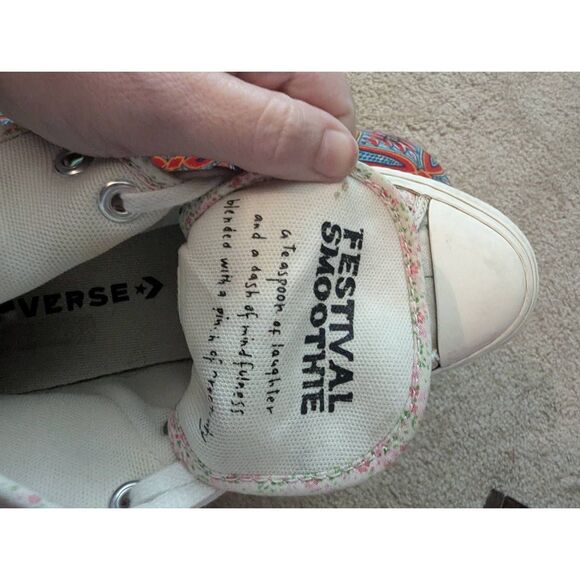 FESTIVAL
SMOOTHIE
a Teaspoon of laughter
and a dash of mindfulness
blended with a pinch of
VERSE